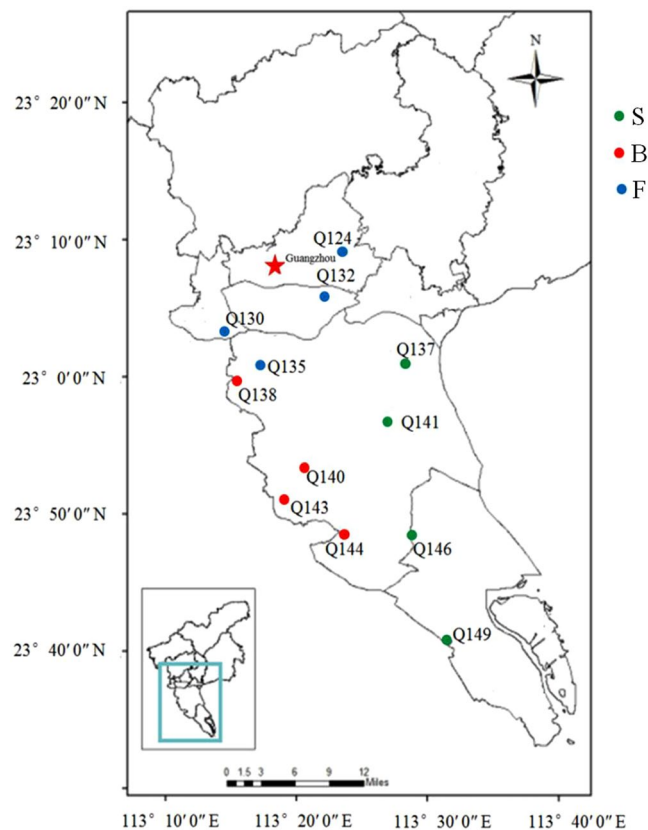 N
23° 20′ 0″ N
S
B
F
23° 10′ 0″ N
Q124
Guangzhou
Q132
Q130
Q137
23° 0′ 0″ N
Q135
Q138
Q141
Q140
Q143
23° 50′ 0″ N
Q144
Q146
Q149
23° 40′ 0″ N
0 1.5 3 6 9 12
Miles
113° 10′ 0″ E 113° 20′ 0″ E 113° 30′ 0″ E 113° 40′ 0″ E